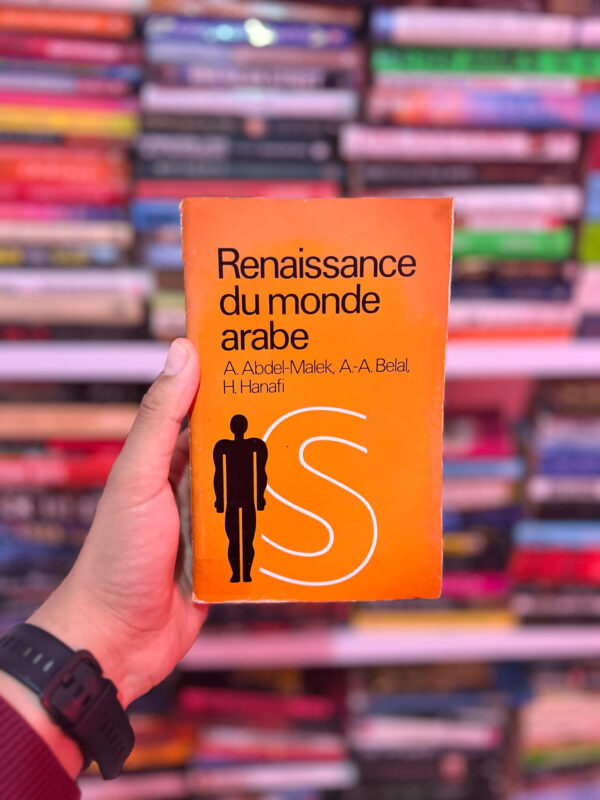 Renaissance
du monde
arabe
A. Abdel-Malek, A.-A. Belal,
H. Hanafi
S